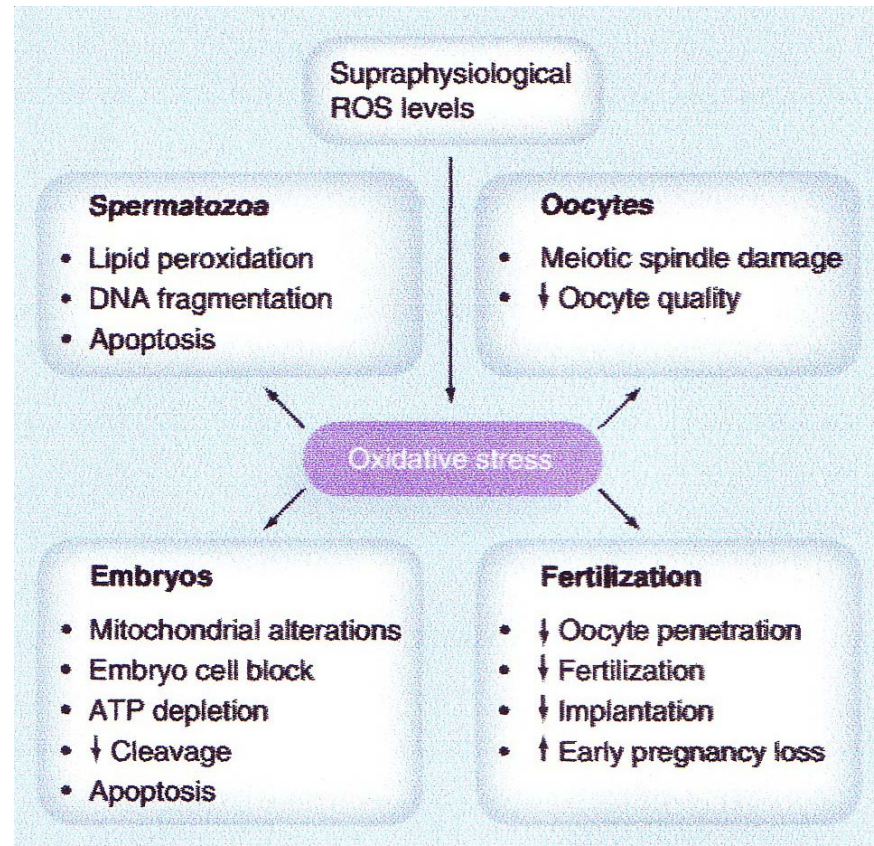 Supraphysiological
ROS levels
Spermatozoa
• Lipid peroxidation
• DNA fragmentation
• Apoptosis
Oocytes
• Meiotic spindle damage
• ↓ Oocyte quality
Oxidative stress
Embryos
• Mitochondrial alterations
• Embryo cell block
• ATP depletion
• ↓ Cleavage
• Apoptosis
Fertilization
• ↓ Oocyte penetration
• ↓ Fertilization
• ↓ Implantation
• ↑ Early pregnancy loss